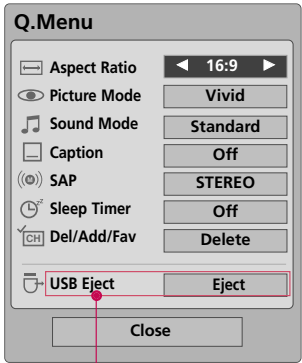 Q.Menu
Aspect Ratio ◄ 16:9 ►
Picture Mode Vivid
Sound Mode Standard
Caption Off
((●)) SAP STEREO
Sleep Timer Off
CH Del/Add/Fav Delete
USB Eject Eject
Close